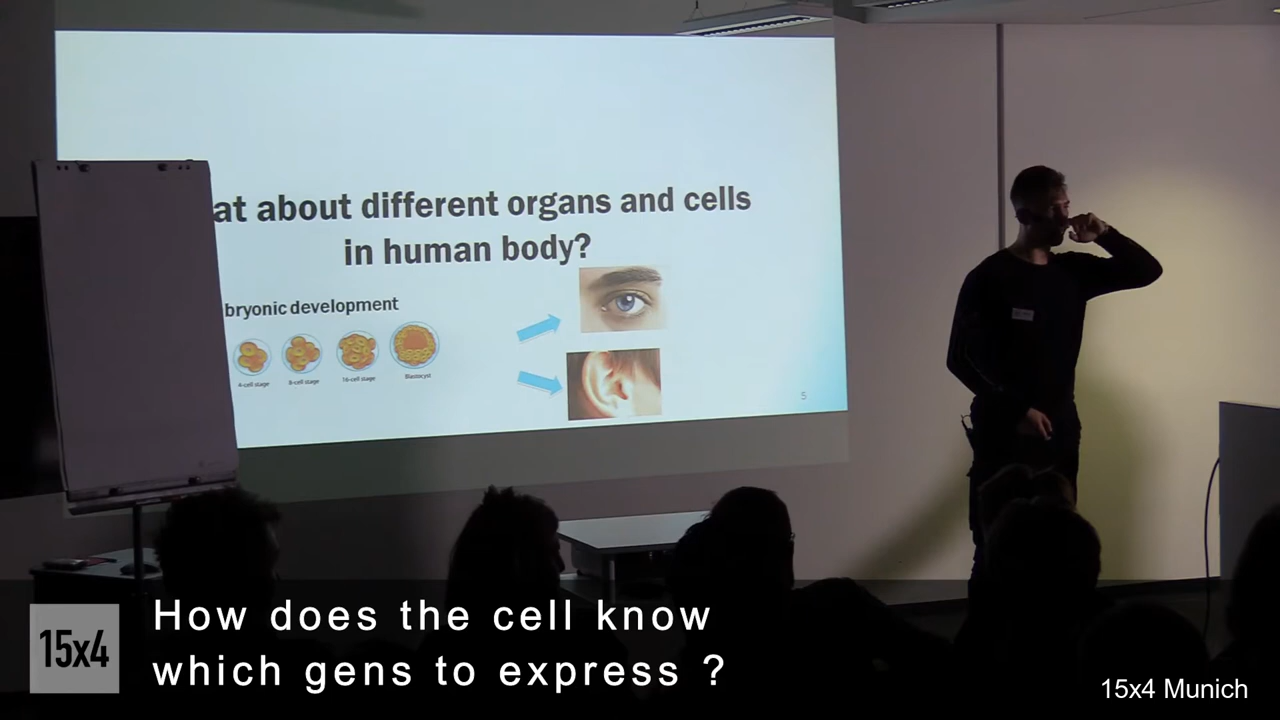 at about different organs and cells
in human body?
bryonic development
4-cell stage 8-cell stage 16-cell stage Blastocyst
5
15x4
How does the cell know
which gens to express ?
15x4 Munich